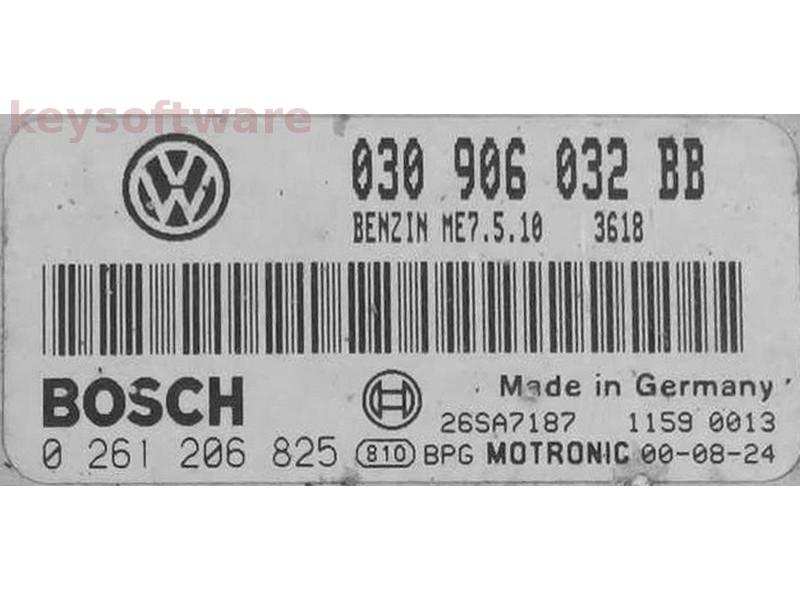 keysoftware
030 906 032 BB
BENZIN ME7.5.10 3618
BOSCH
Made in Germany
26SA7187 1159 0013
0 261 206 825 810 BPG MOTRONIC 00-08-24